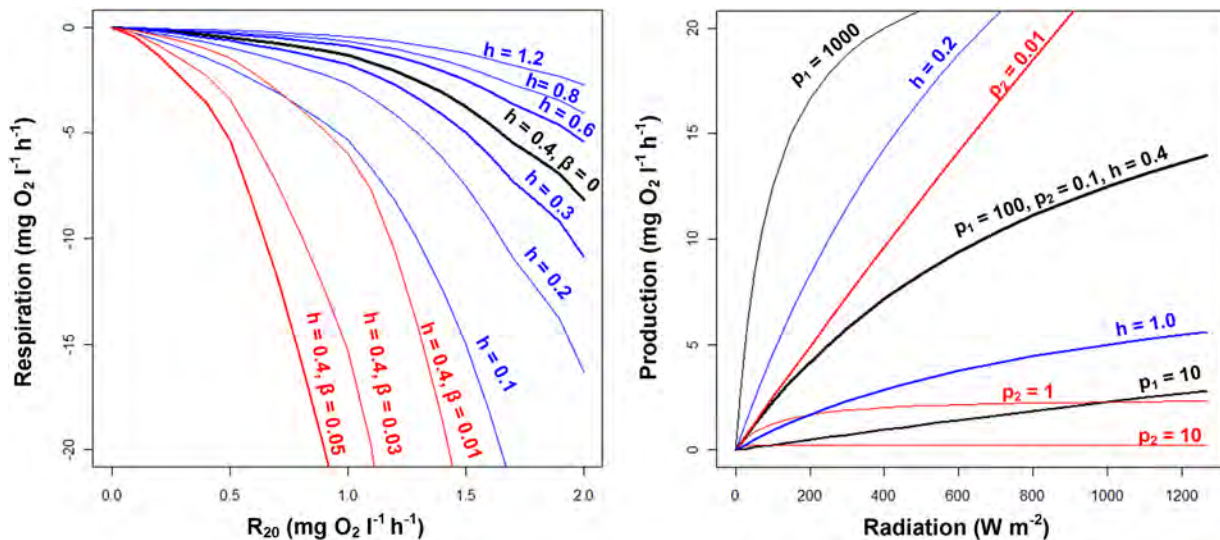 Respiration (mg O₂ l⁻¹ h⁻¹)
0
-5
-10
-15
-20
h = 1.2
h= 0.8
h = 0.6
h = 0.4, β = 0
h = 0.3
h = 0.2
h = 0.1
h = 0.4, β = 0.01
h = 0.4, β = 0.03
h = 0.4, β = 0.05
0.0 0.5 1.0 1.5 2.0
R₂₀ (mg O₂ l⁻¹ h⁻¹)
Production (mg O₂ l⁻¹ h⁻¹)
20
15
10
5
0
p₁ = 1000
h = 0.2
p₂ = 0.01
p₁ = 100, p₂ = 0.1, h = 0.4
h = 1.0
p₁ = 10
p₂ = 1
p₂ = 10
0 200 400 600 800 1000 1200
Radiation (W m⁻²)